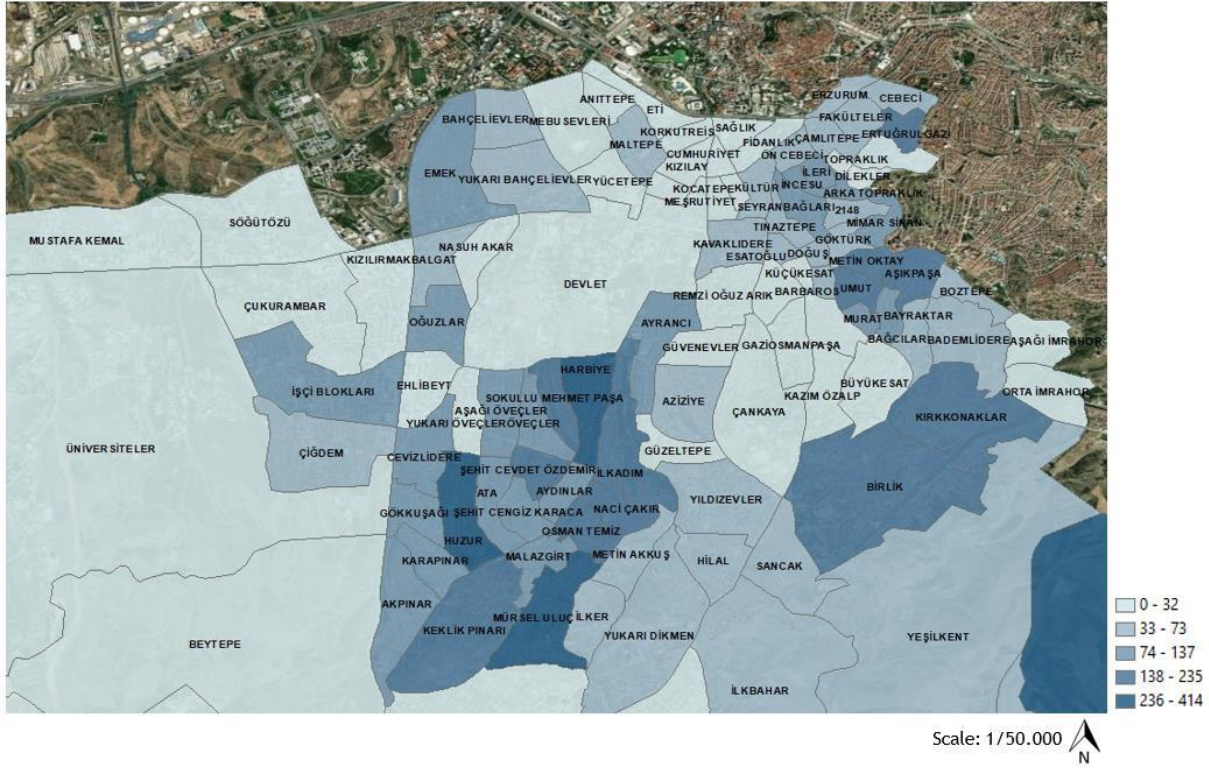 ANITTEPE
ERZURUM
CEBECİ
ETİ
BAHÇELİEVLER
MEBUSEVLERİ
FAKÜLTELER
KORKUTREİS
SAĞLIK
ERTUĞRULGAZİ
MALTEPE
FİDANLIK
ÇAMLITEPE
CUMHURİYET
ÖN CEBECİ
TOPRAKLIK
KIZILAY
EMEK
YUKARI BAHÇELİEVLER
YÜCETEPE
İLERİ
DİLEKLER
KOCATEPE
KÜLTÜR
İNCESU
ARKA TOPRAKLIK
MEŞRUTİYET
SEYRANBAĞLARI
2148
SÖĞÜTÖZÜ
TINAZTEPE
MİMAR SİNAN
MUSTAFA KEMAL
NASUH AKAR
KAVAKLIDERE
GÖKTÜRK
KIZILIRMAK
BALGAT
ESATOĞLU
DOĞUŞ
METİN OKTAY
KÜÇÜKESAT
AŞIKPAŞA
DEVLET
REMZİ OĞUZ ARIK
BARBAROS
UMUT
BOZTEPE
ÇUKURAMBAR
OĞUZLAR
AYRANCI
MURAT
BAYRAKTAR
GÜVENEVLER
GAZİOSMANPAŞA
BAĞCILAR
BADEMLİDERE
AŞAĞI İMRAHOR
HARBİYE
İŞÇİ BLOKLARI
EHLİBEYT
BÜYÜKESAT
SOKULLU MEHMET PAŞA
AZİZİYE
KAZIM ÖZALP
ORTA İMRAHOR
AŞAĞI ÖVEÇLER
ÇANKAYA
KIRKKONAKLAR
YUKARI ÖVEÇLER
ÖVEÇLER
ÜNİVERSİTELER
ÇİĞDEM
CEVİZLİDERE
GÜZELTEPE
ŞEHİT CEVDET ÖZDEMİR
İLKADIM
BİRLİK
ATA
AYDINLAR
YILDIZEVLER
GÖKKUŞAĞI
ŞEHİT CENGİZ KARACA
NACİ ÇAKIR
OSMAN TEMİZ
HUZUR
KARAPINAR
MALAZGİRT
METİN AKKUŞ
HİLAL
SANCAK
AKPINAR
MÜRSEL ULUÇ
İLKER
KEKLİK PINARI
YUKARI DİKMEN
YEŞİLKENT
BEYTEPE
İLKBAHAR
0 - 32
33 - 73
74 - 137
138 - 235
236 - 414
Scale: 1/50.000
N